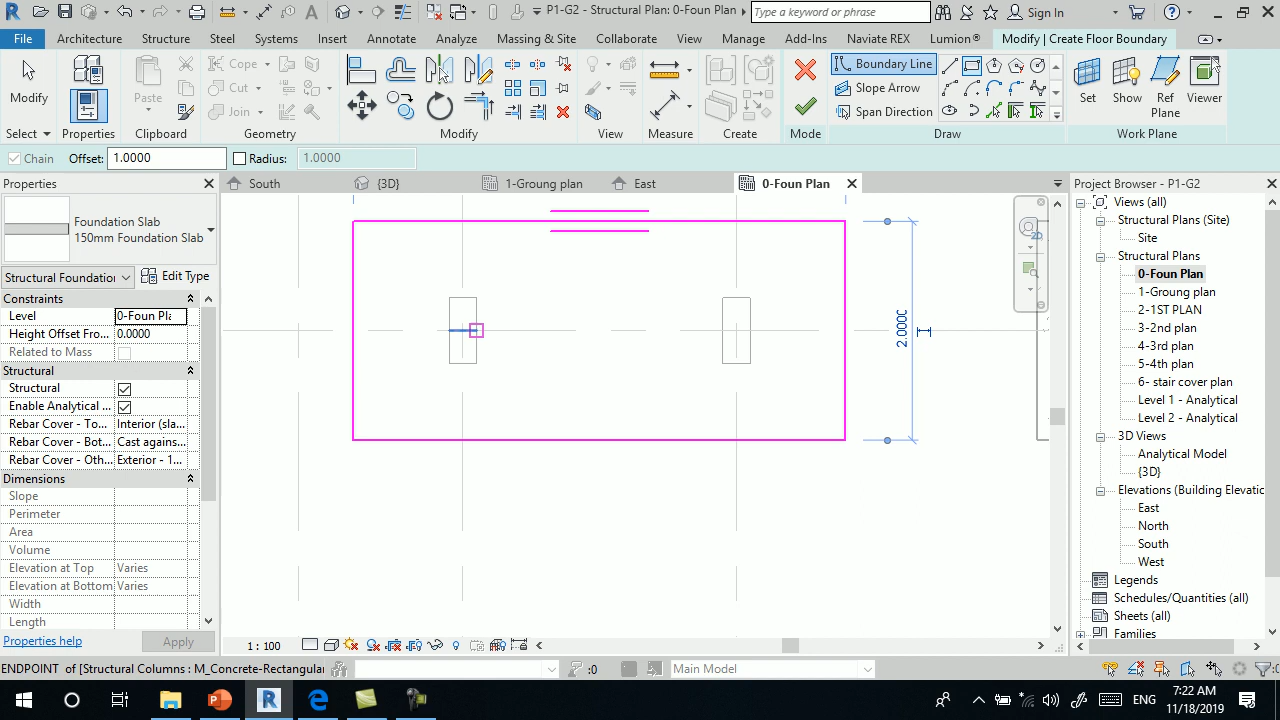 P1-G2 - Structural Plan: 0-Foun Plan
Type a keyword or phrase
Sign In
File
Architecture
Structure
Steel
Systems
Insert
Annotate
Analyze
Massing & Site
Collaborate
View
Manage
Add-Ins
Naviate REX
Lumion®
Modify | Create Floor Boundary
Modify
Properties
Paste
Cope
Cut
Join
Boundary Line
Slope Arrow
Span Direction
Set
Show
Ref
Plane
Viewer
Select
Properties
Clipboard
Geometry
Modify
View
Measure
Create
Mode
Draw
Work Plane
Chain
Offset:
1.0000
Radius:
1.0000
Properties
South
{3D}
1-Groung plan
East
0-Foun Plan
Project Browser - P1-G2
Foundation Slab
150mm Foundation Slab
Structural Foundation
Edit Type
Constraints
Level
0-Foun Pla
Height Offset Fro...
0.0000
Related to Mass
Structural
Structural
Enable Analytical ...
Rebar Cover - To...
Interior (sla...
Rebar Cover - Bot...
Cast agains...
Rebar Cover - Oth...
Exterior - 1...
Dimensions
Slope
Perimeter
Area
Volume
Elevation at Top
Varies
Elevation at Bottom
Varies
Width
Length
Properties help
Apply
2.0000
2D
Views (all)
Structural Plans (Site)
Site
Structural Plans
0-Foun Plan
1-Groung plan
2-1ST PLAN
3-2nd plan
4-3rd plan
5-4th plan
6- stair cover plan
Level 1 - Analytical
Level 2 - Analytical
3D Views
Analytical Model
{3D}
Elevations (Building Elevatic
East
North
South
West
Legends
Schedules/Quantities (all)
Sheets (all)
Families
1 : 100
ENDPOINT of [Structural Columns : M_Concrete-Rectangular
:0
Main Model
:0
ENG
7:22 AM
11/18/2019